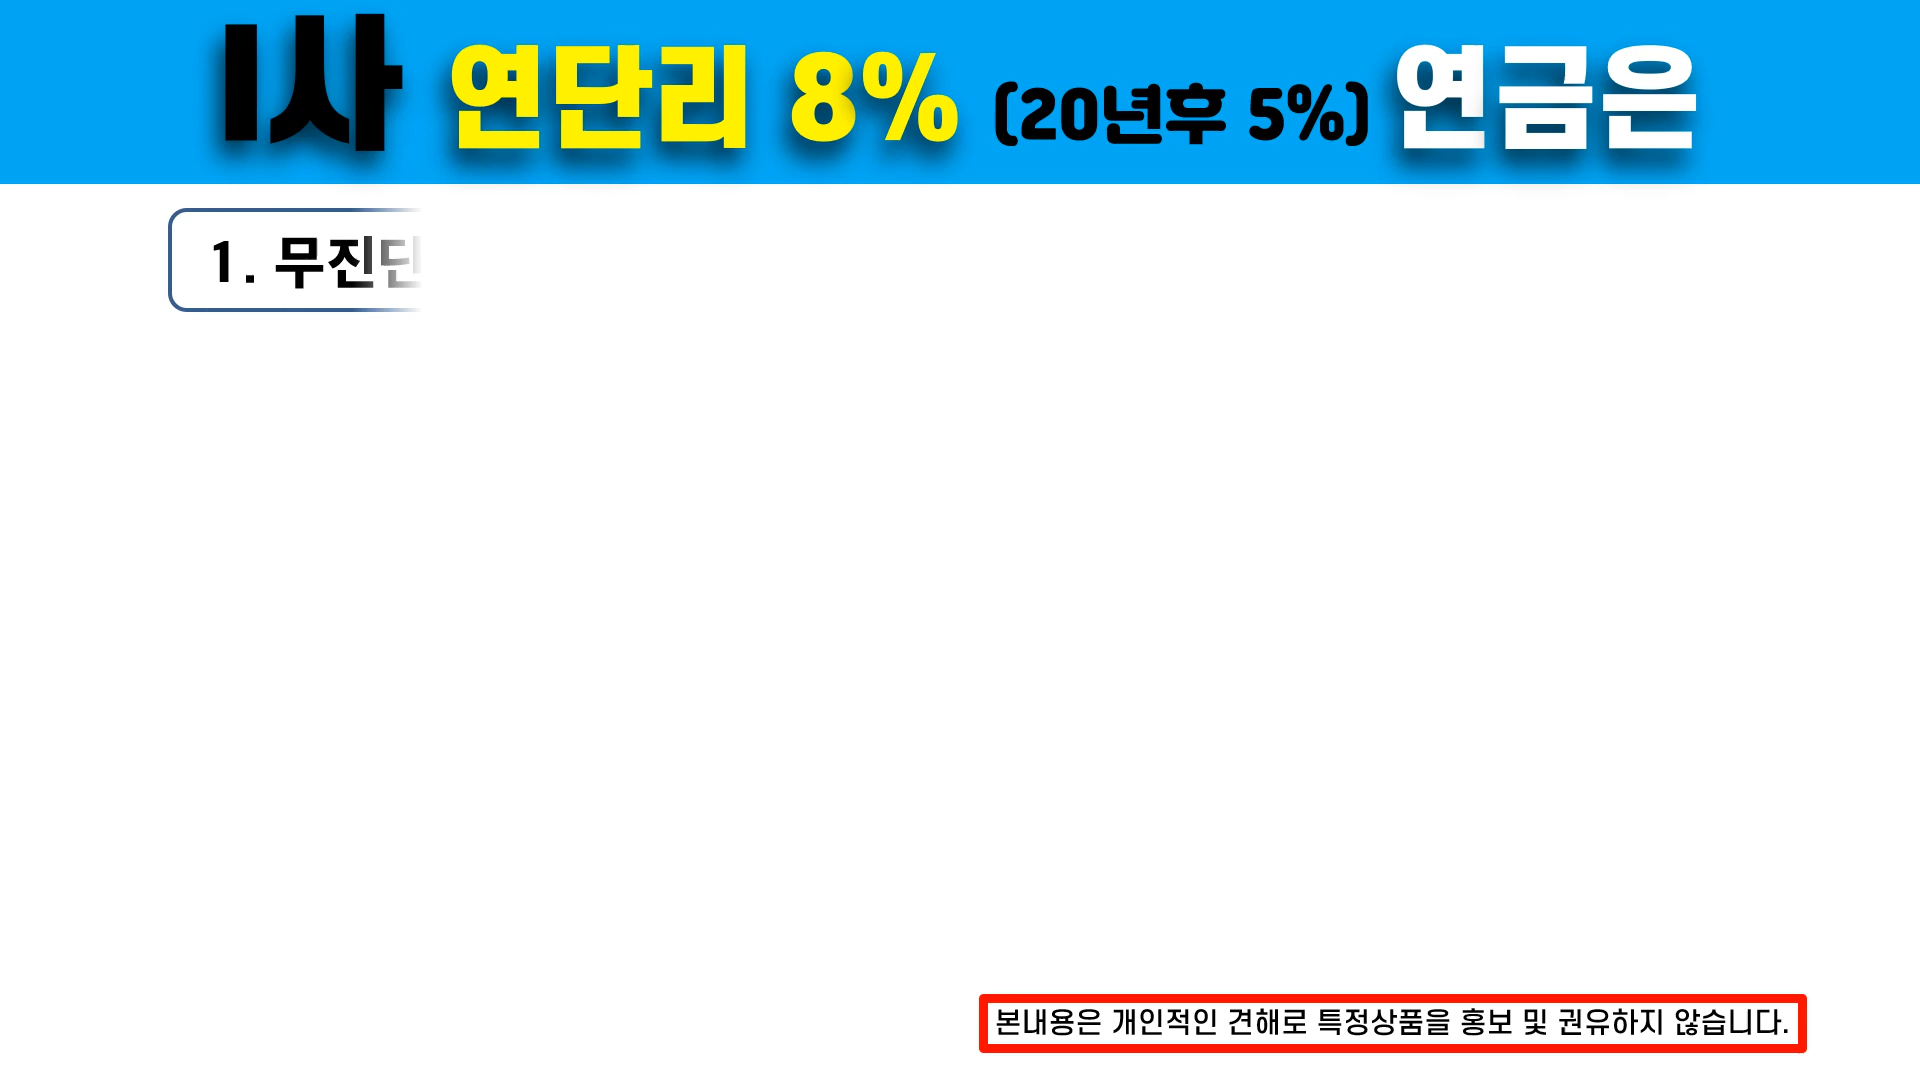 I사 연단리 8% (20년후 5%) 연금은
1. 무진단
본내용은 개인적인 견해로 특정상품을 홍보 및 권유하지 않습니다.